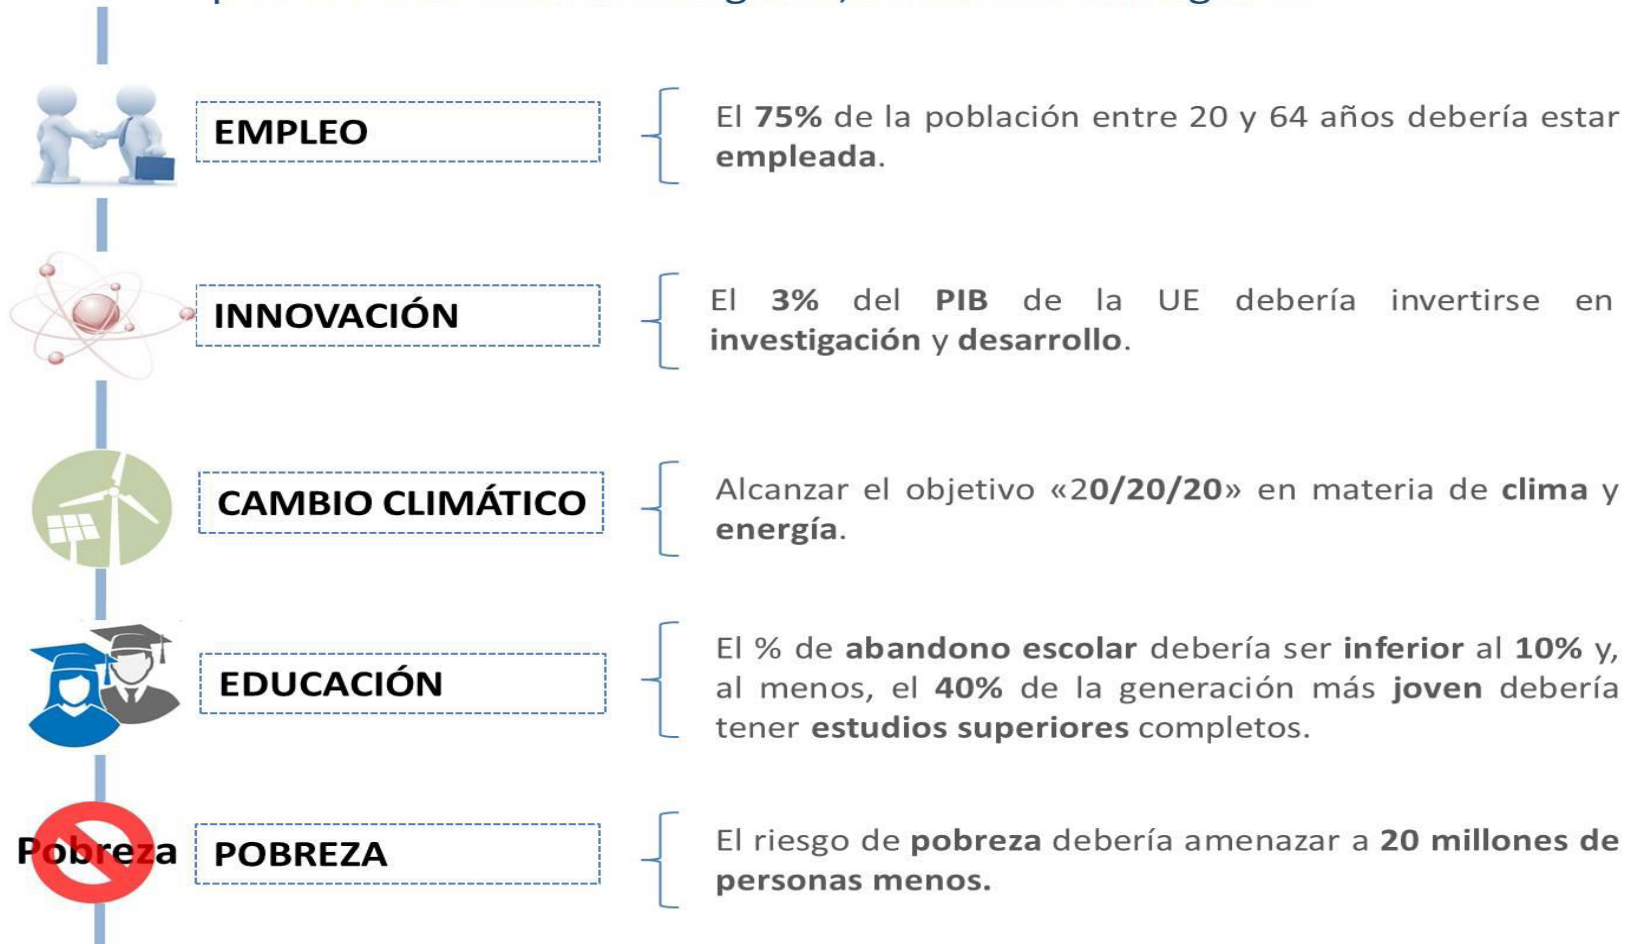 EMPLEO
El 75% de la población entre 20 y 64 años debería estar
empleada.
INNOVACIÓN
El 3% del PIB de la UE debería invertirse en
investigación y desarrollo.
CAMBIO CLIMÁTICO
Alcanzar el objetivo «20/20/20» en materia de clima y
energía.
EDUCACIÓN
El % de abandono escolar debería ser inferior al 10% y,
al menos, el 40% de la generación más joven debería
tener estudios superiores completos.
Pobreza
POBREZA
El riesgo de pobreza debería amenazar a 20 millones de
personas menos.